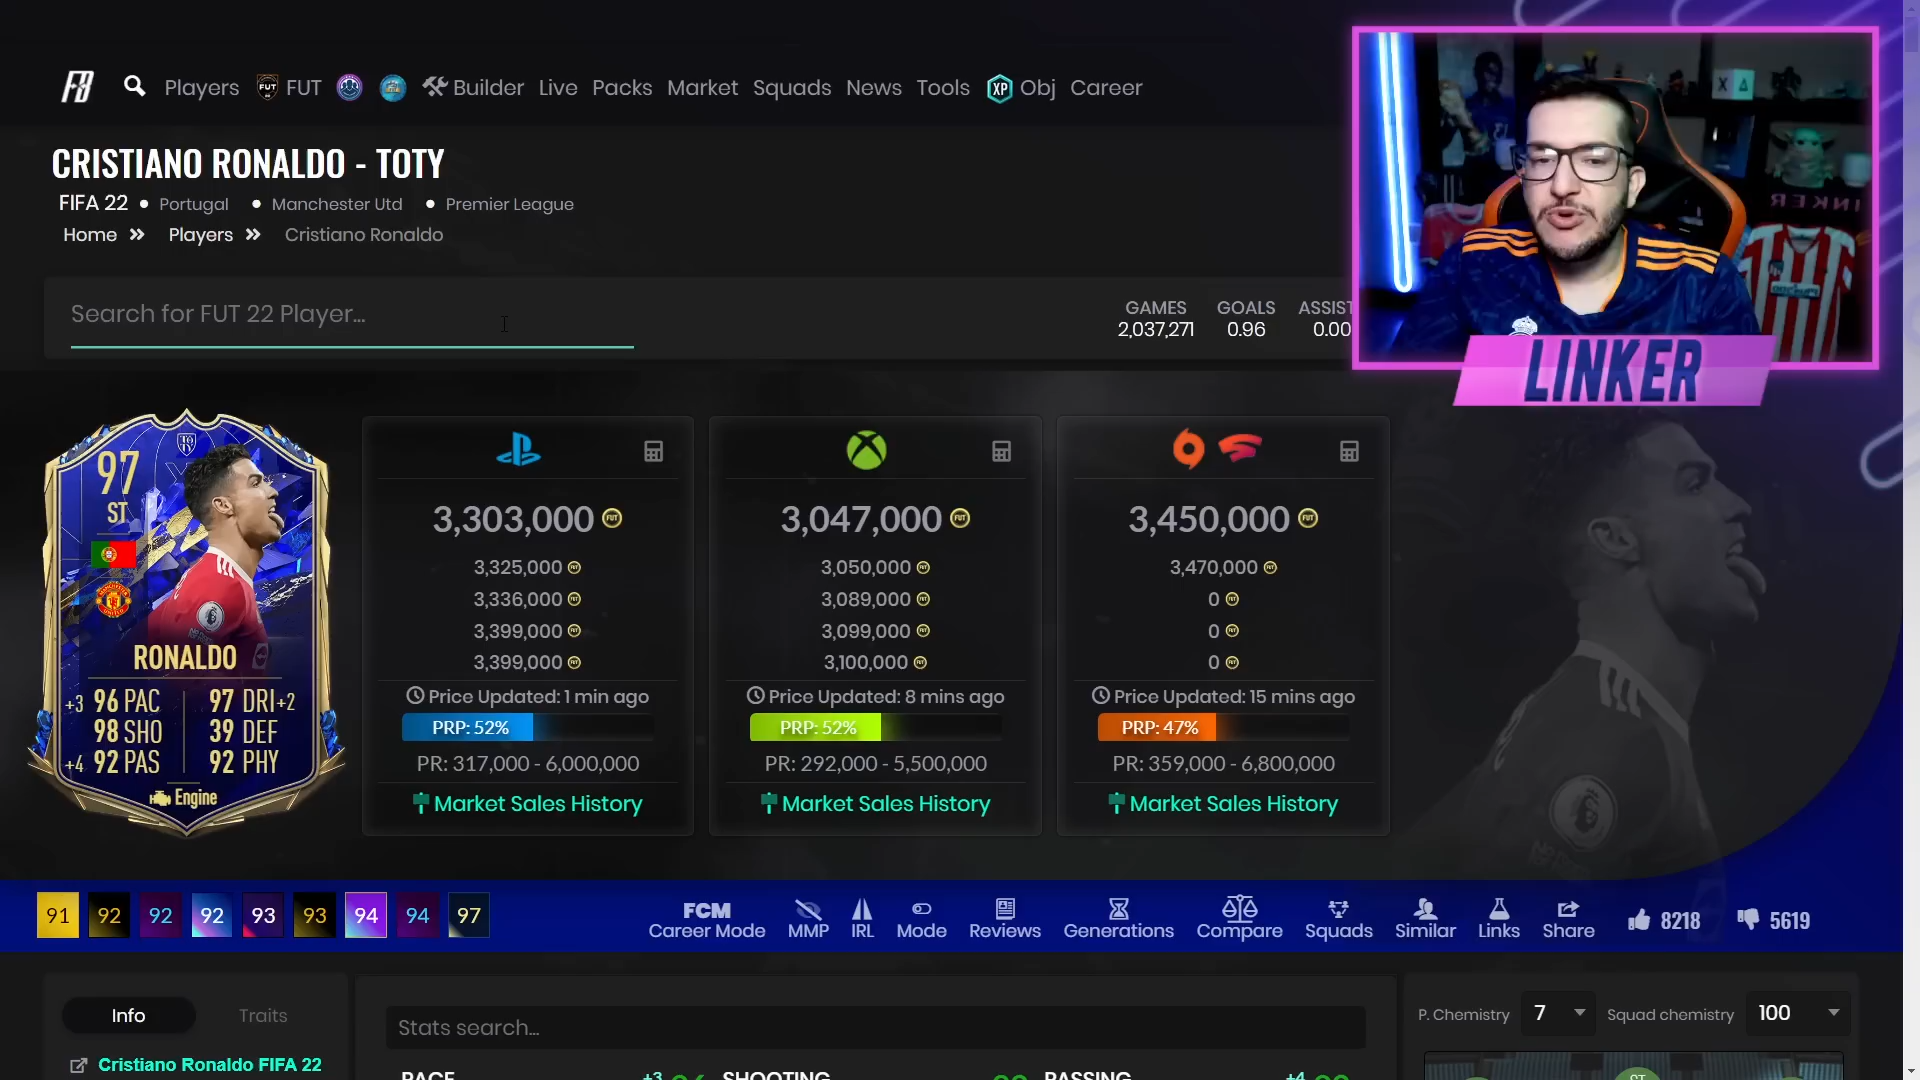 FB Players FUT Builder Live Packs Market Squads News Tools XP Obj Career
CRISTIANO RONALDO - TOTY
FIFA 22 • Portugal • Manchester Utd • Premier League
Home » Players » Cristiano Ronaldo
Search for FUT 22 Player...
GAMES GOALS ASSIST
2,037,271 0.96 0.00
LINKER
97
ST
RONALDO
+3 96 PAC 97 DRI +2
98 SHO 39 DEF
+4 92 PAS 92 PHY
Engine
3,303,000
3,325,000
3,336,000
3,399,000
3,399,000
Price Updated: 1 min ago
PRP: 52%
PR: 317,000 - 6,000,000
Market Sales History
3,047,000
3,050,000
3,089,000
3,099,000
3,100,000
Price Updated: 8 mins ago
PRP: 52%
PR: 292,000 - 5,500,000
Market Sales History
3,450,000
3,470,000
0
0
0
Price Updated: 15 mins ago
PRP: 47%
PR: 359,000 - 6,800,000
Market Sales History
91 92 92 92 93 93 94 94 97
FCM
Career Mode MMP IRL Mode Reviews Generations Compare Squads Similar Links Share 8218 5619
Info Traits
Cristiano Ronaldo FIFA 22
Stats search...
P. Chemistry 7 Squad chemistry 100
PACE +3 SHOOTING PASSING +4
ST